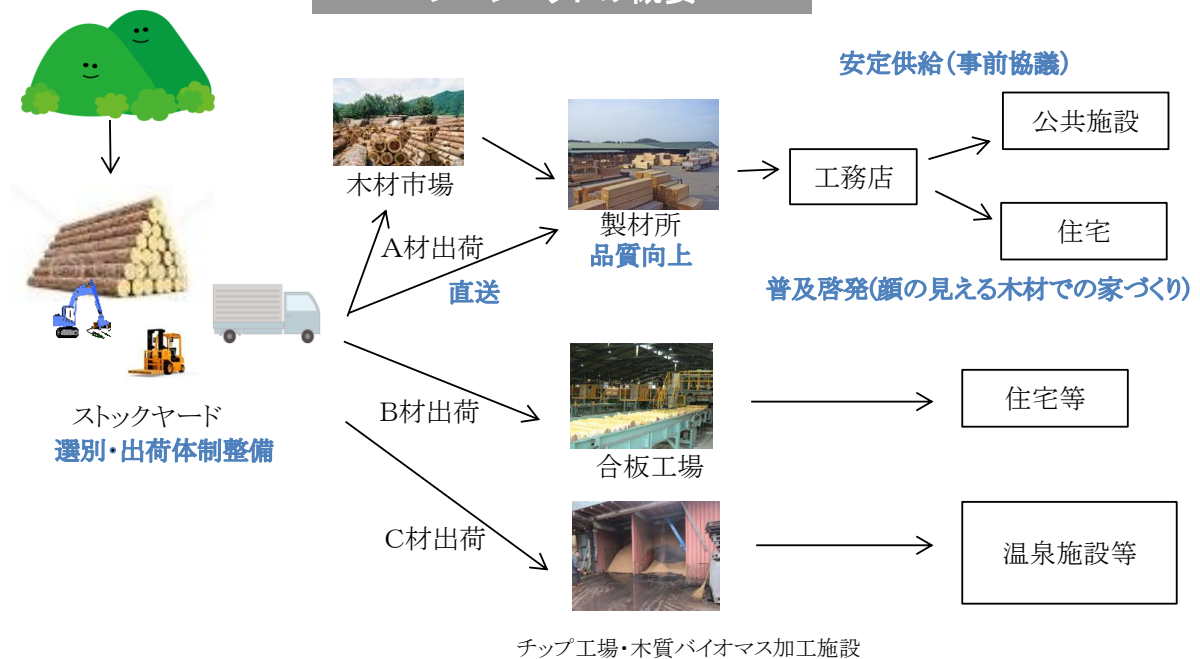 安定供給(事前協議)
公共施設
木材市場
工務店
製材所
品質向上
住宅
A材出荷
直送
普及啓発(顔の見える木材での家づくり)
ストックヤード
選別・出荷体制整備
B材出荷
合板工場
住宅等
C材出荷
温泉施設等
チップ工場・木質バイオマス加工施設